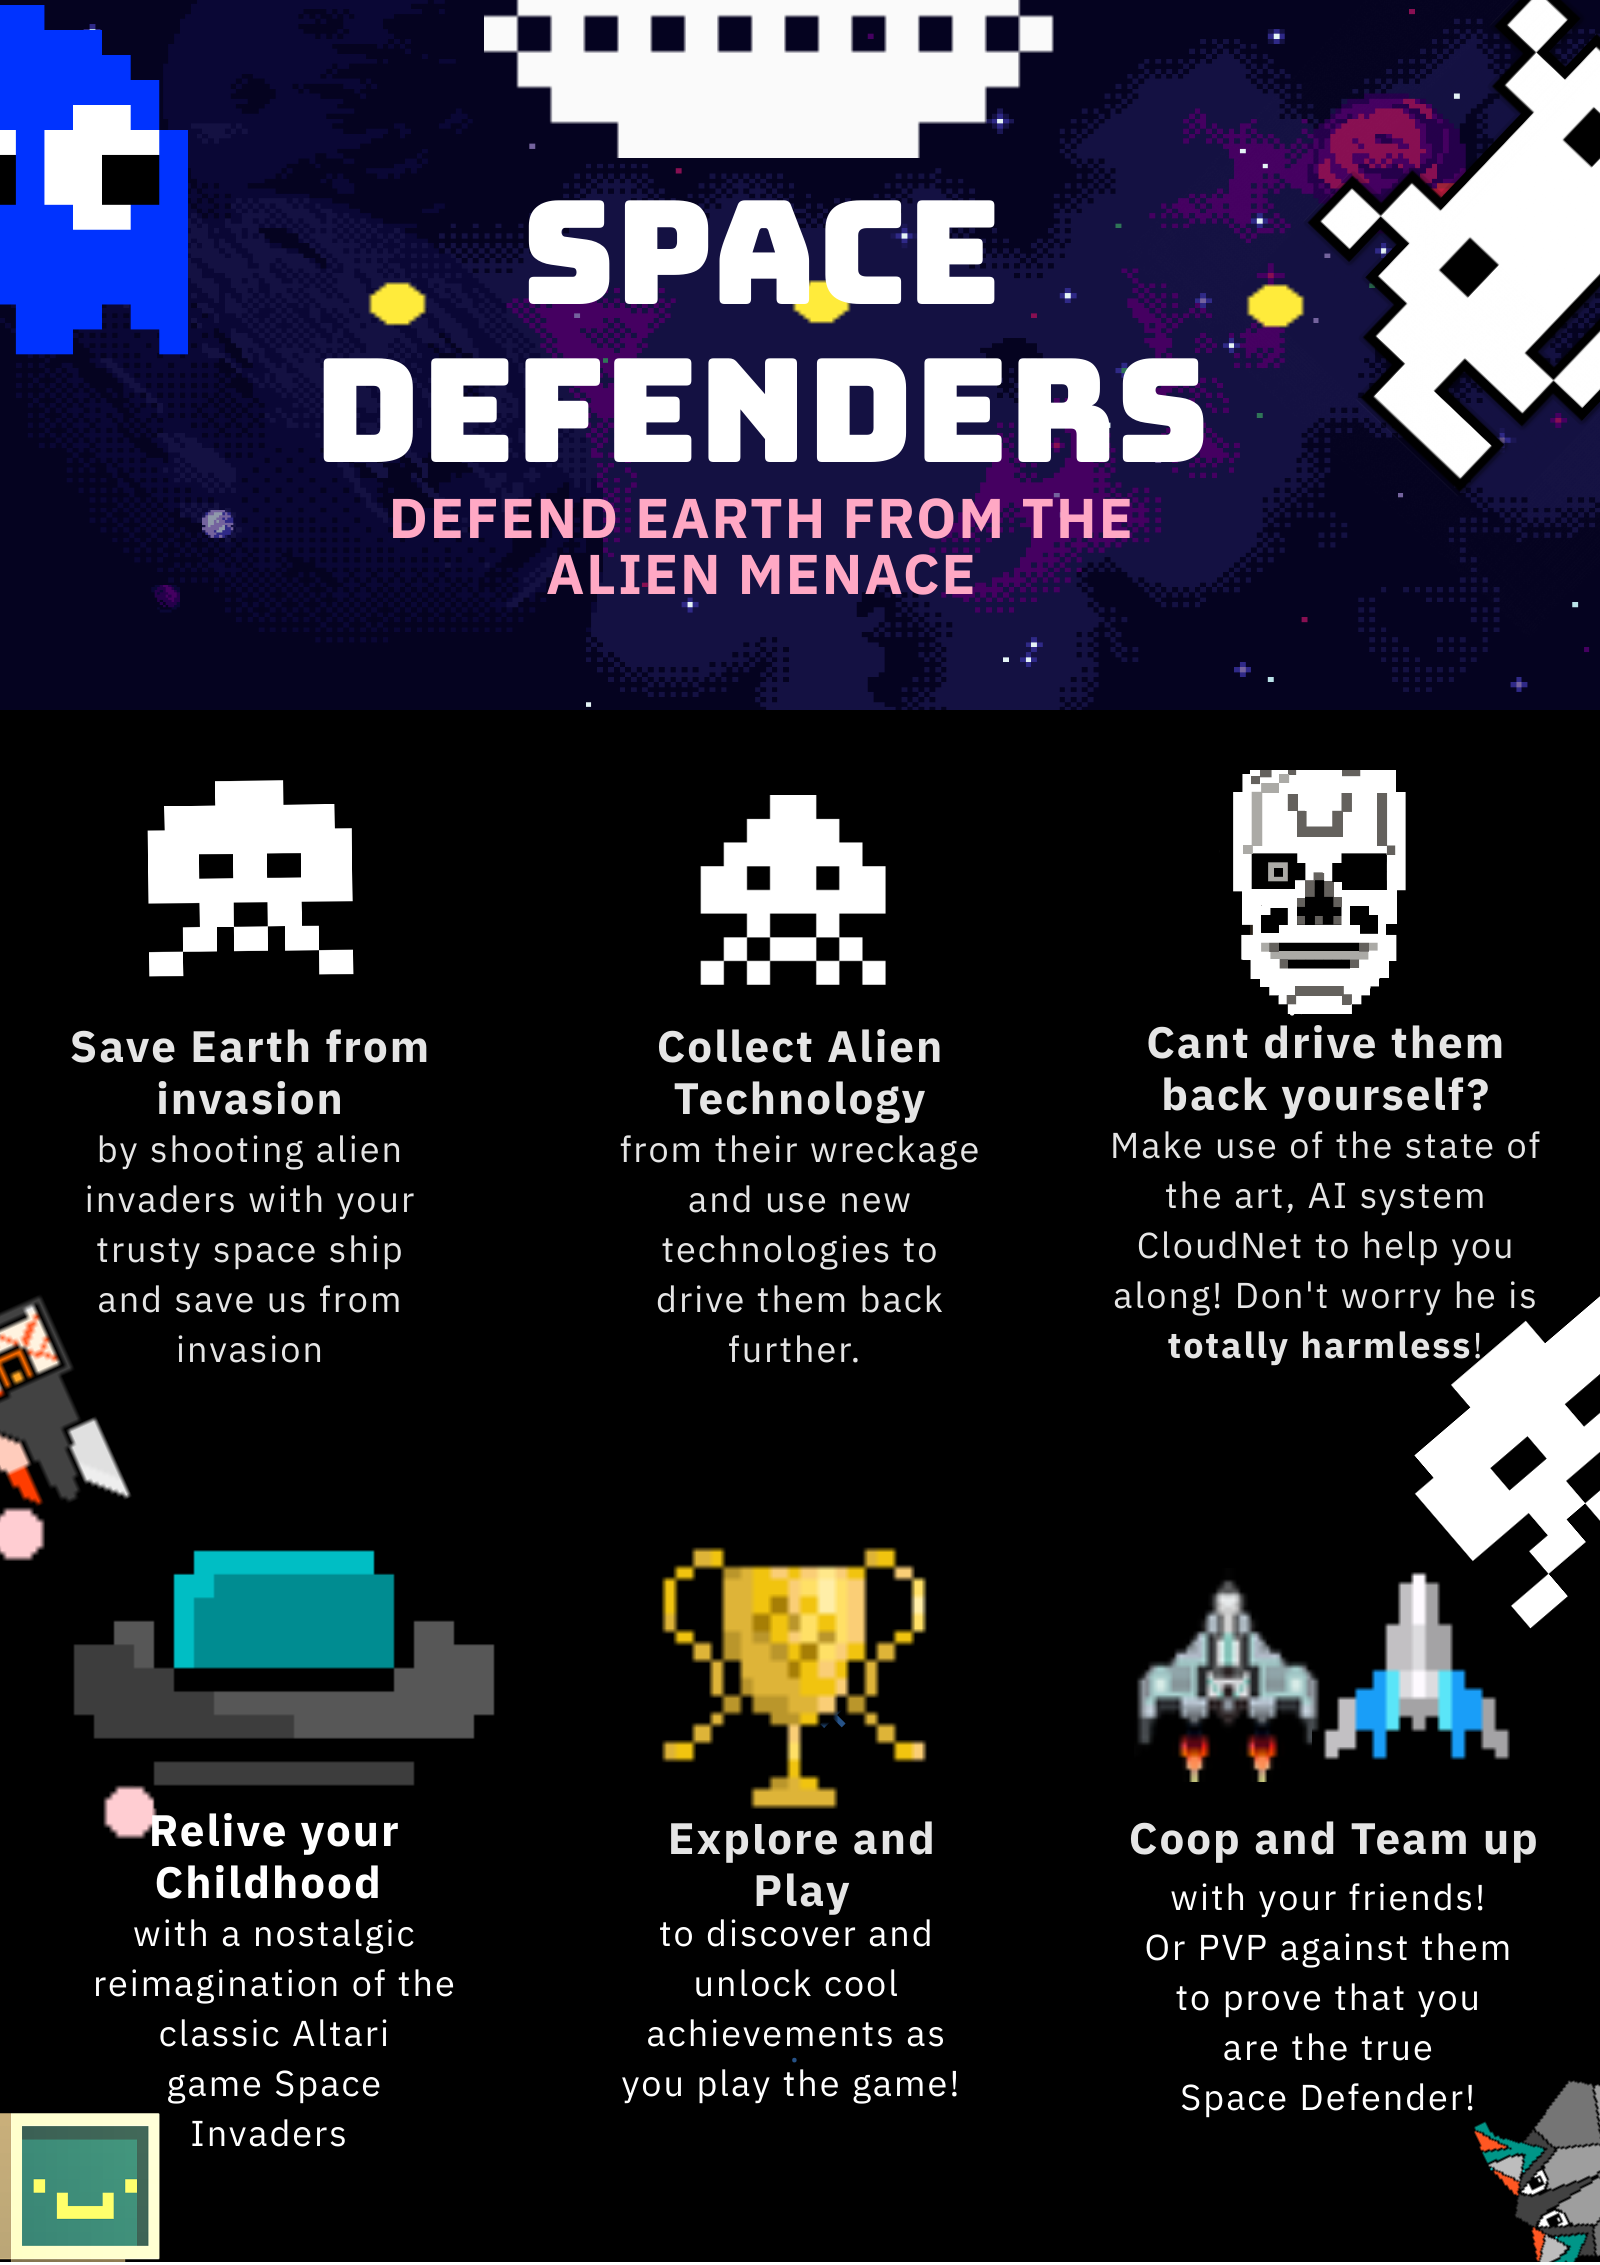 SPACE
DEFENDERS
DEFEND EARTH FROM THE
ALIEN MENACE
Save Earth from
invasion
by shooting alien
invaders with your
trusty space ship
and save us from
invasion
Collect Alien
Technology
from their wreckage
and use new
technologies to
drive them back
further.
Cant drive them
back yourself?
Make use of the state of
the art, AI system
CloudNet to help you
along! Don't worry he is
totally harmless!
Relive your
Childhood
with a nostalgic
reimagination of the
classic Altari
game Space
Invaders
Explore and
Play
to discover and
unlock cool
achievements as
you play the game!
Coop and Team up
with your friends!
Or PVP against them
to prove that you
are the true
Space Defender!